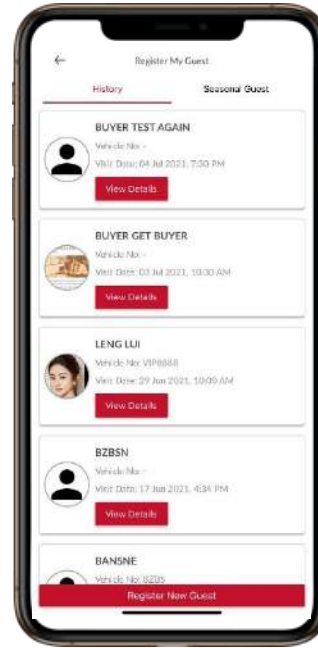 Register My Guest
History
Seasonal Guest
BUYER TEST AGAIN
Vehicle No: -
Visit Date: 04 Jul 2021, 7:30 PM
View Details
BUYER GET BUYER
Vehicle No: -
Visit Date: 03 Jul 2021, 10:30 AM
View Details
LENG LUI
Vehicle No: VIP8888
Visit Date: 29 Jun 2021, 10:00 AM
View Details
BZBSN
Vehicle No: -
Visit Date: 17 Jun 2021, 4:34 PM
View Details
BANSNE
Vehicle No: BZBS
Register New Guest